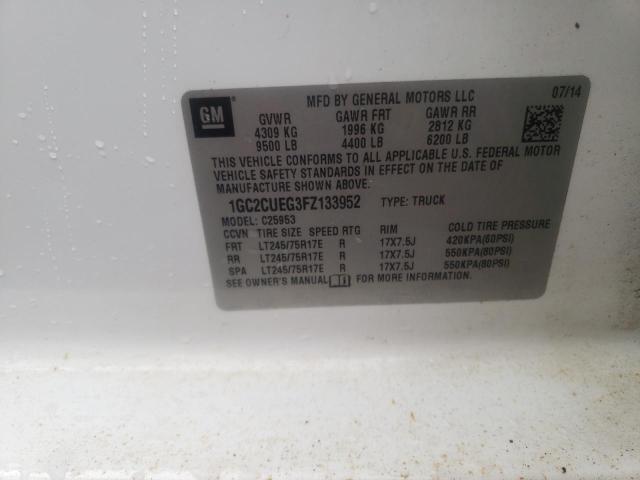 MFD BY GENERAL MOTORS LLC 07/14
GM
GVWR GAWR FRT GAWR RR
4309 KG 1996 KG 2812 KG
9500 LB 4400 LB 6200 LB
THIS VEHICLE CONFORMS TO ALL APPLICABLE U.S. FEDERAL MOTOR
VEHICLE SAFETY STANDARDS IN EFFECT ON THE DATE OF
MANUFACTURE SHOWN ABOVE.
1GC2CUEG3FZ133952 TYPE: TRUCK
MODEL: C25953
CCVN TIRE SIZE SPEED RTG RIM COLD TIRE PRESSURE
FRT LT245/75R17E R 17X7.5J 420KPA(60PSI)
RR LT245/75R17E R 17X7.5J 550KPA(80PSI)
SPA LT245/75R17E R 17X7.5J 550KPA(80PSI)
SEE OWNER'S MANUAL FOR MORE INFORMATION.